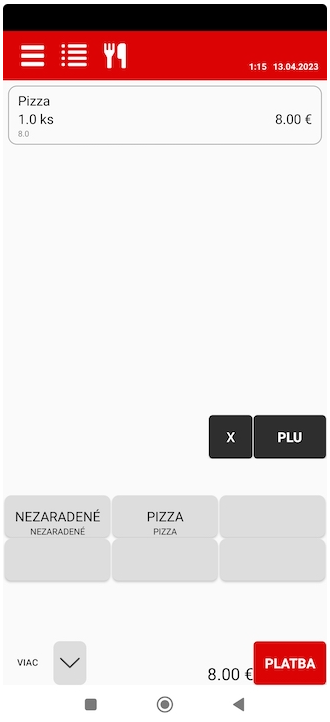 1:15 13.04.2023
Pizza
1.0 ks 8.00 €
8.0
X PLU
NEZARADENÉ PIZZA
NEZARADENÉ PIZZA
VIAC 8.00 € PLATBA